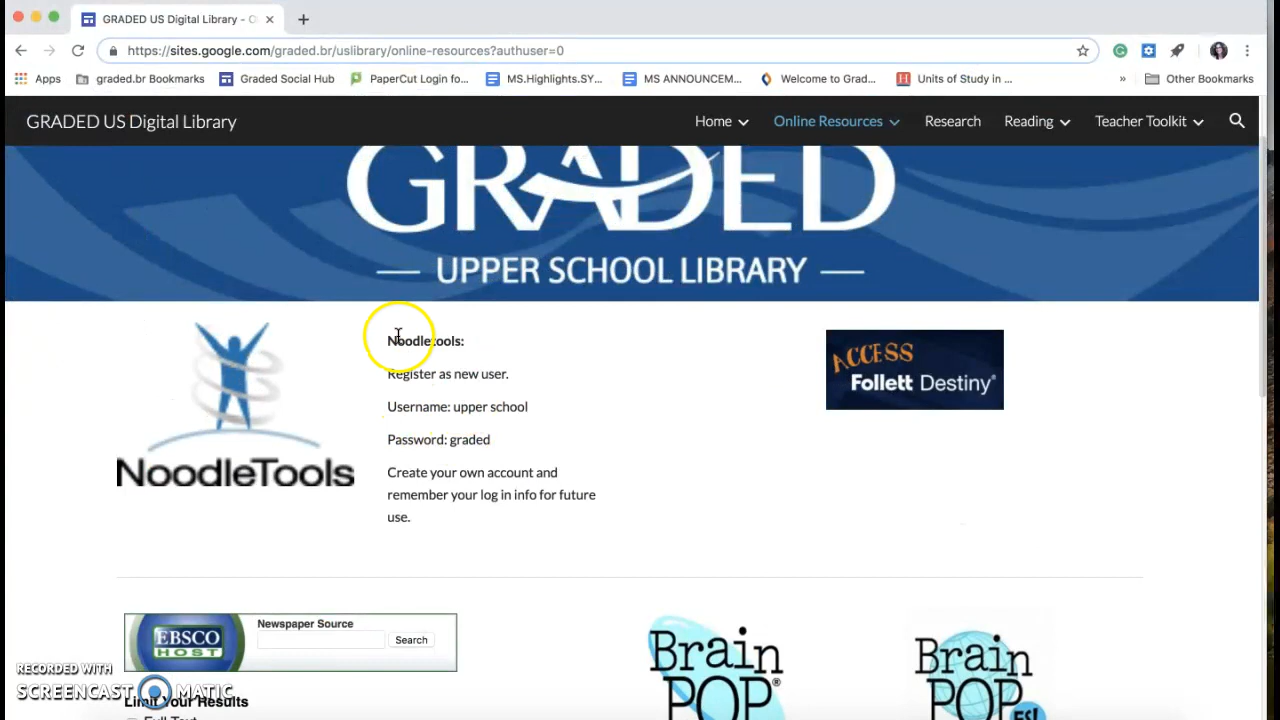 GRADED US Digital Library - O
https://sites.google.com/graded.br/uslibrary/online-resources?authuser=0
Apps graded.br Bookmarks Graded Social Hub PaperCut Login fo... MS.Highlights.SY... MS ANNOUNCEM... Welcome to Grad... Units of Study in ... » Other Bookmarks
GRADED US Digital Library Home Online Resources Research Reading Teacher Toolkit
GRADED
UPPER SCHOOL LIBRARY
Noodletools:
Register as new user.
Username: upper school
Password: graded
Create your own account and
remember your log in info for future
use.
NoodleTools
ACCESS
Follett Destiny®
EBSCO
HOST
Newspaper Source
Search
Limit Your Results
Full Text
Brain
POP®
Brain
POP
ESL
RECORDED WITH
SCREENCAST MATIC